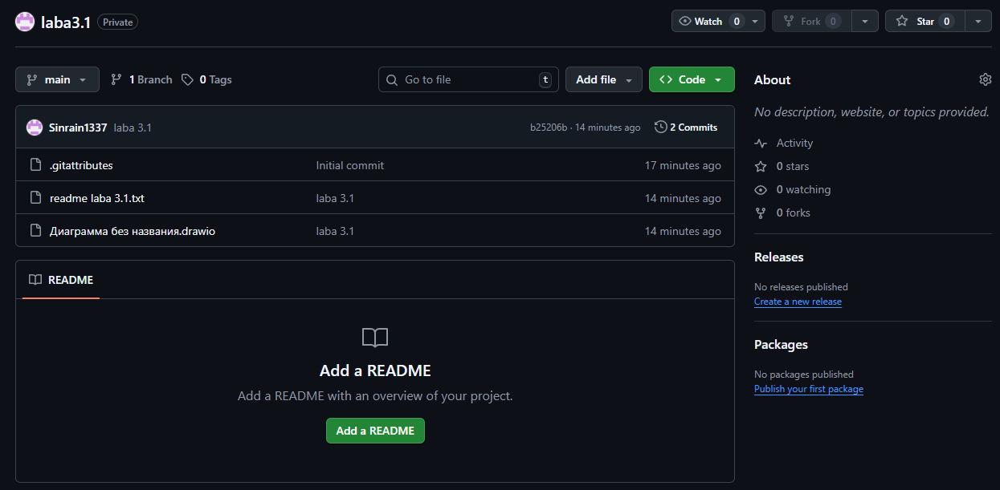 laba3.1 Private Watch 0 Fork 0 Star 0
main 1 Branch 0 Tags Go to file t Add file Code
About
No description, website, or topics provided.
Sinrain1337 laba 3.1 b25206b · 14 minutes ago 2 Commits
.gitattributes Initial commit 17 minutes ago
readme laba 3.1.txt laba 3.1 14 minutes ago
Диаграмма без названия.drawio laba 3.1 14 minutes ago
README
Add a README
Add a README with an overview of your project.
Add a README
Activity
0 stars
0 watching
0 forks
Releases
No releases published
Create a new release
Packages
No packages published
Publish your first package